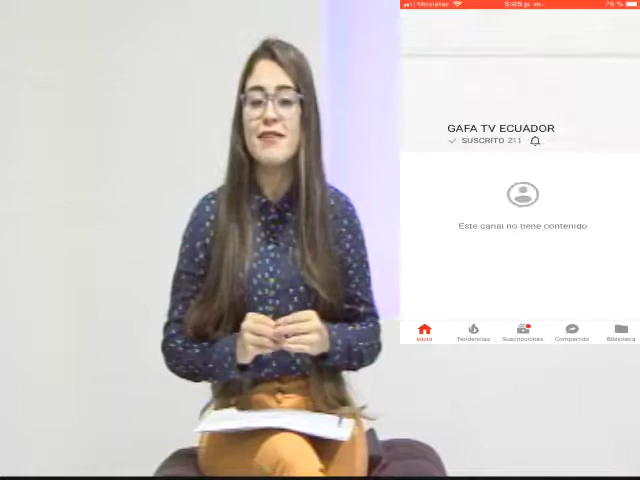 Movistar 5:05 p. m. 78 %
GAFA TV ECUADOR
SUSCRITO 211
Este canal no tiene contenido
Inicio Tendencias Suscripciones Compartido Biblioteca